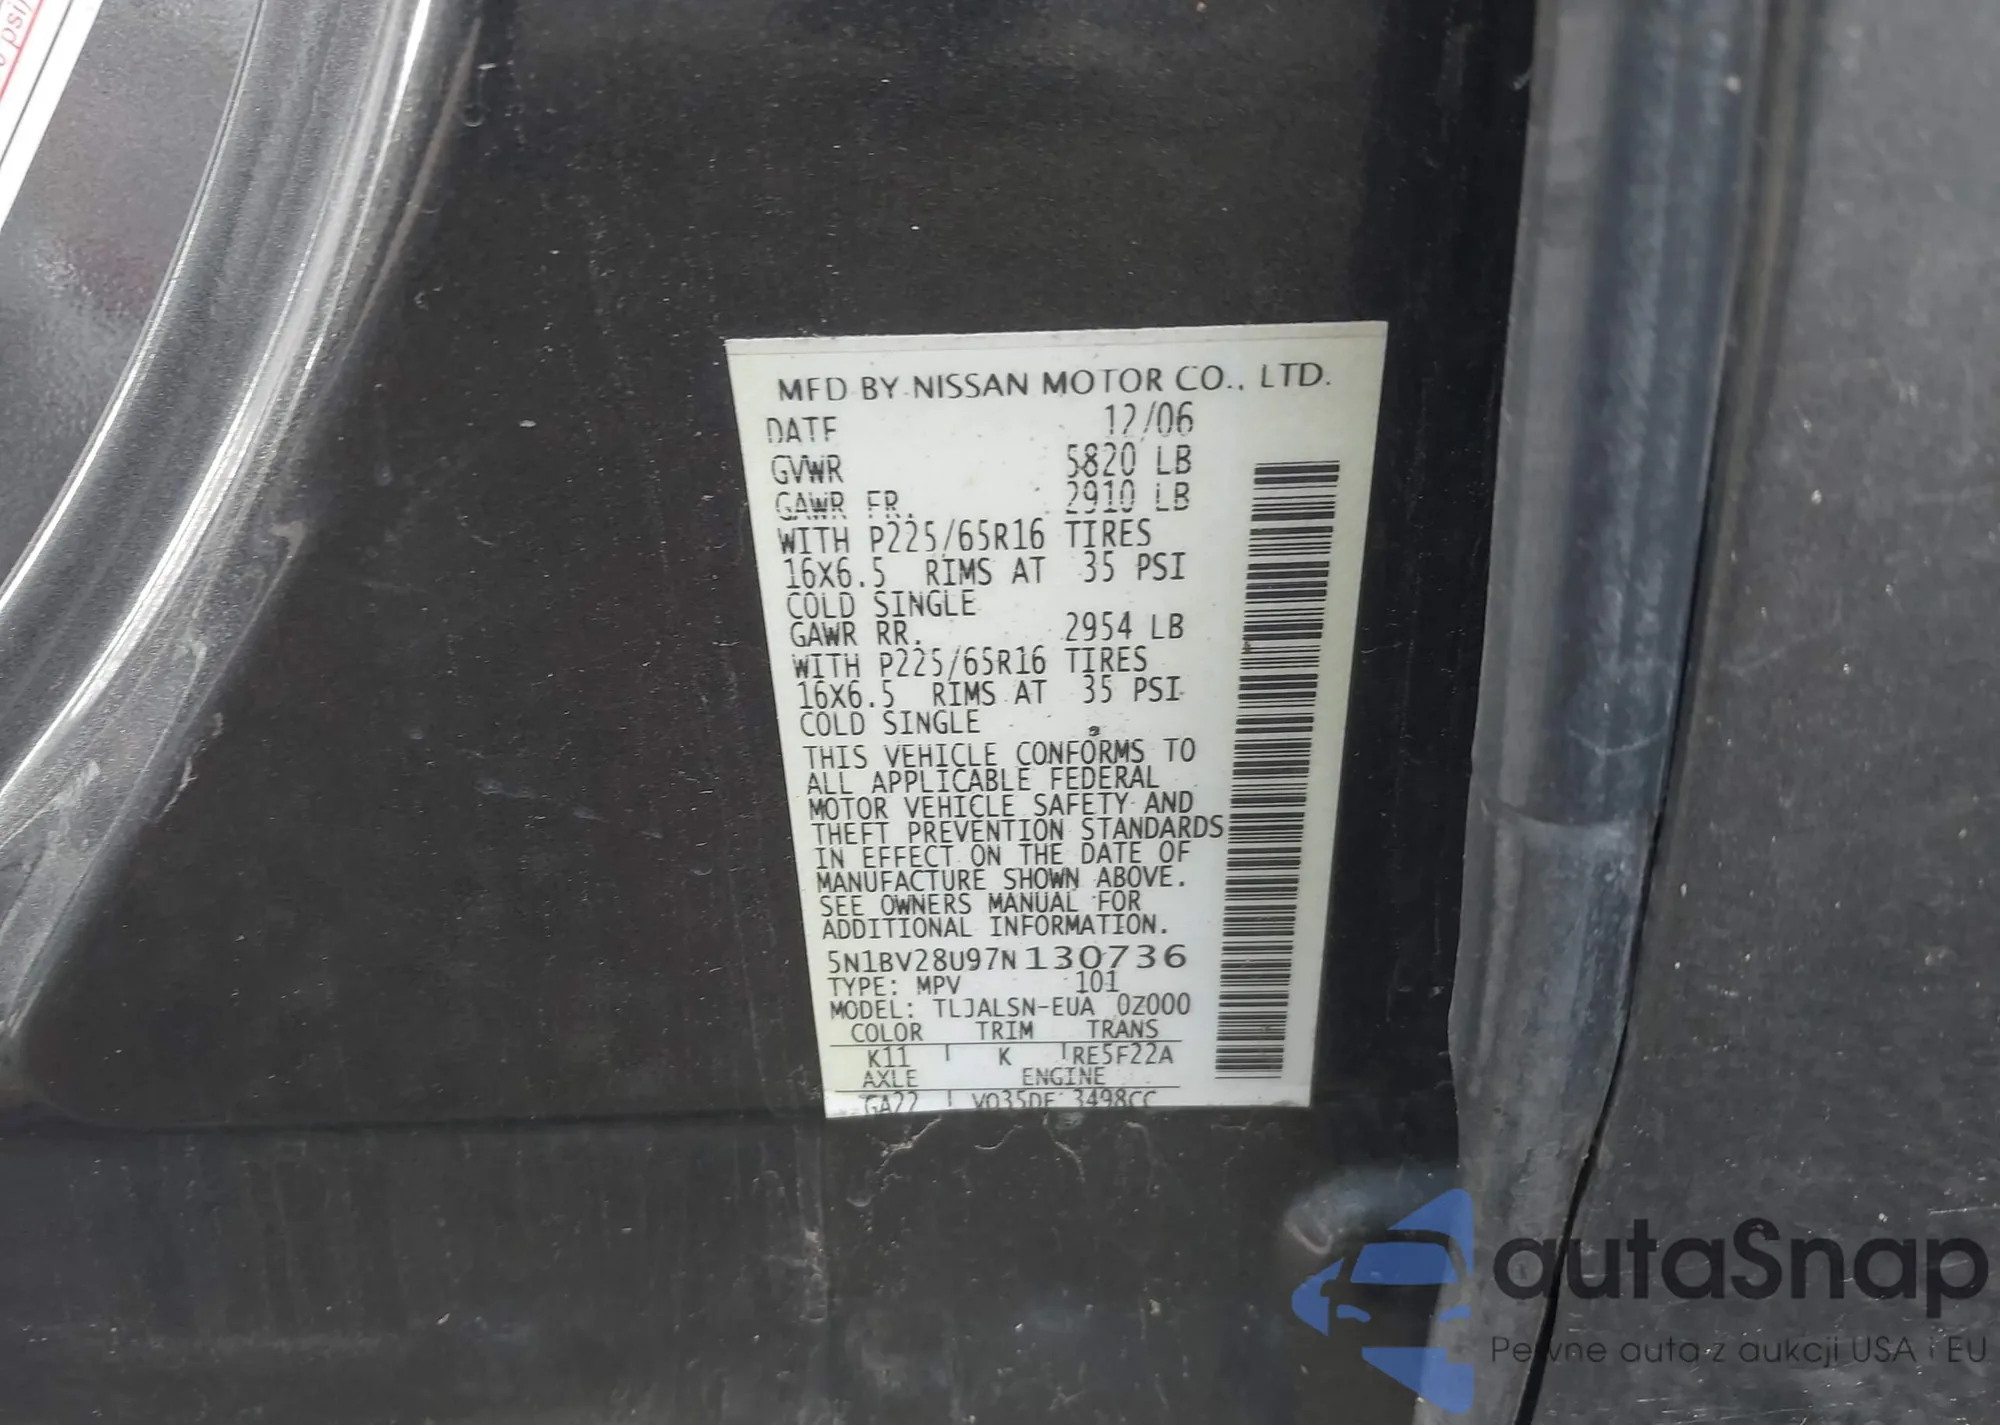 psi)
MFD BY NISSAN MOTOR CO., LTD.
DATE 12/06
GVWR 5820 LB
GAWR FR. 2910 LB
WITH P225/65R16 TIRES
16X6.5 RIMS AT 35 PSI
COLD SINGLE
GAWR RR. 2954 LB
WITH P225/65R16 TIRES
16X6.5 RIMS AT 35 PSI
COLD SINGLE
THIS VEHICLE CONFORMS TO
ALL APPLICABLE FEDERAL
MOTOR VEHICLE SAFETY AND
THEFT PREVENTION STANDARDS
IN EFFECT ON THE DATE OF
MANUFACTURE SHOWN ABOVE.
SEE OWNERS MANUAL FOR
ADDITIONAL INFORMATION.
5N1BV28U97N130736
TYPE: MPV 101
MODEL: TLJALSN-EUA 0Z000
COLOR TRIM TRANS
K11 K RE5F22A
AXLE ENGINE
GA22 VQ35DE 3498CC
autaSnap
Pewne auta z aukcji USA i EU